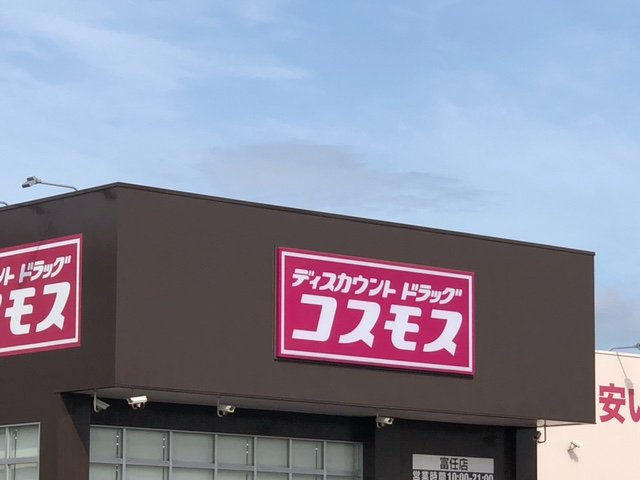 ント ドラッグ
スモス
ディスカウント ドラッグ
コスモス
安い
富任店
営業時間10:00-21:00